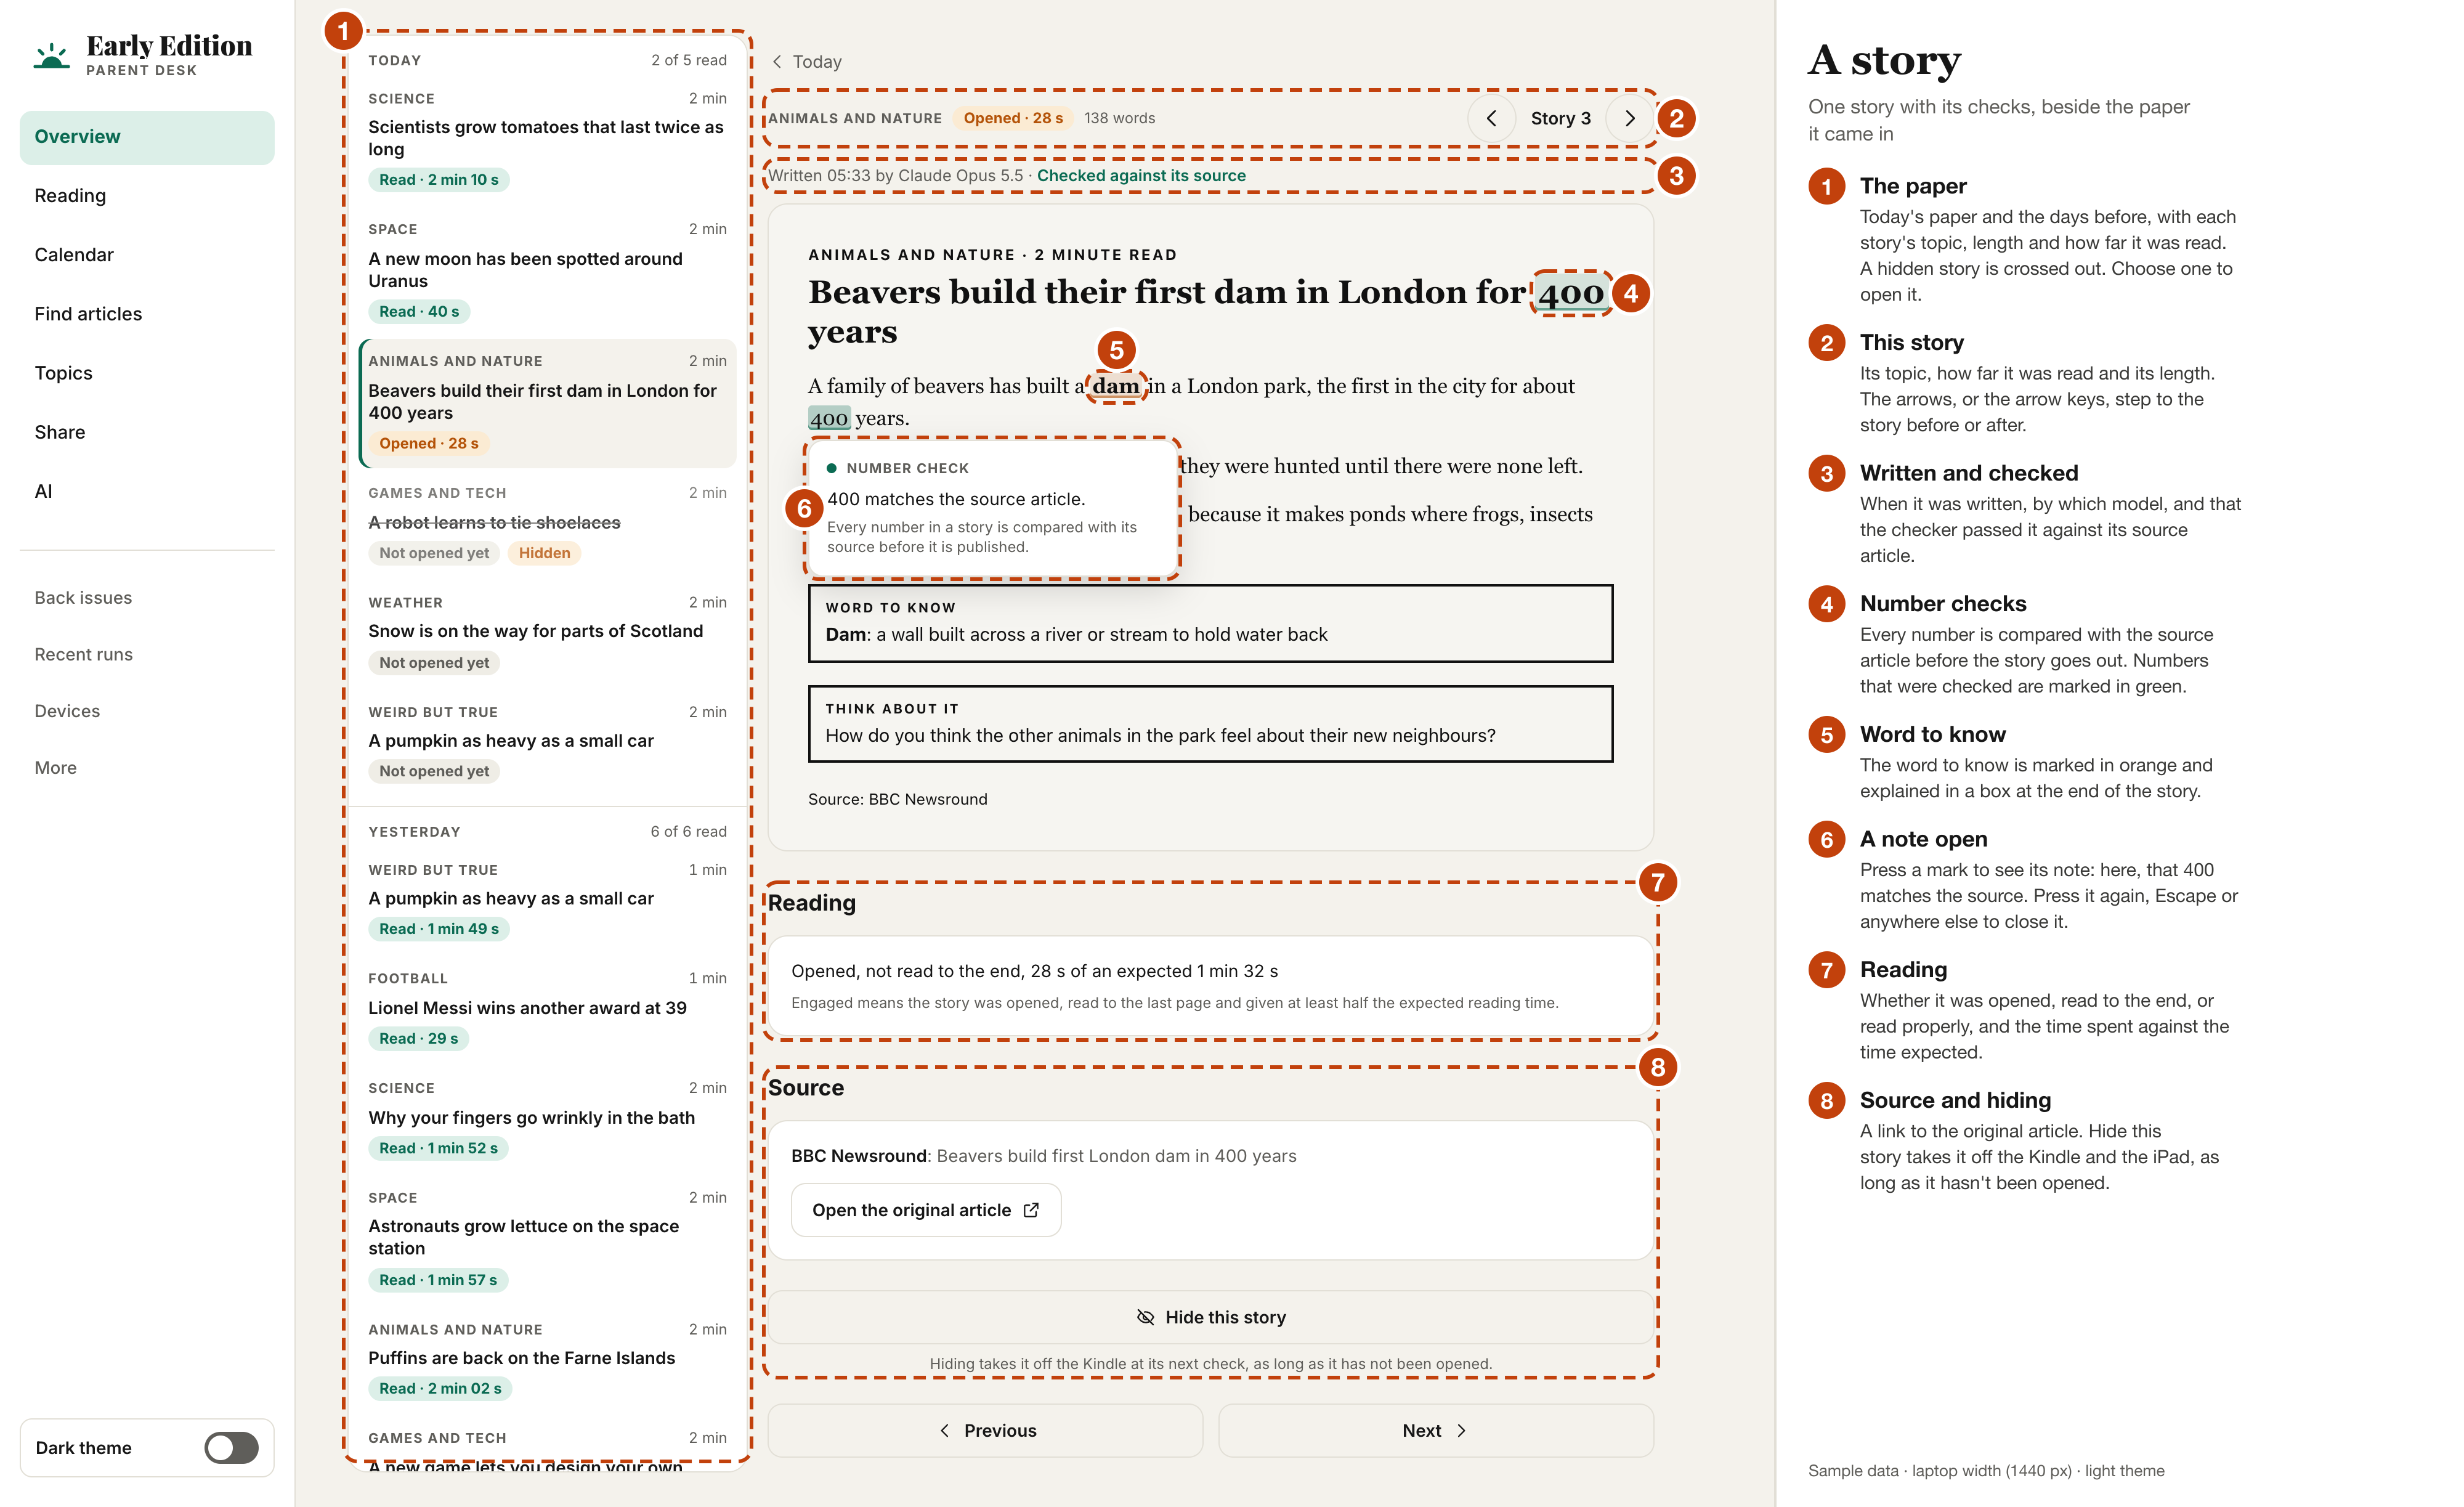 Early Edition
PARENT DESK
Overview
Reading
Calendar
Find articles
Topics
Share
AI
Back issues
Recent runs
Devices
More
Dark theme
1
TODAY 2 of 5 read
SCIENCE 2 min
Scientists grow tomatoes that last twice as
long
Read · 2 min 10 s
SPACE 2 min
A new moon has been spotted around
Uranus
Read · 40 s
ANIMALS AND NATURE 2 min
Beavers build their first dam in London for
400 years
Opened · 28 s
GAMES AND TECH 2 min
A robot learns to tie shoelaces
Not opened yet Hidden
WEATHER 2 min
Snow is on the way for parts of Scotland
Not opened yet
WEIRD BUT TRUE 2 min
A pumpkin as heavy as a small car
Not opened yet
YESTERDAY 6 of 6 read
WEIRD BUT TRUE 1 min
A pumpkin as heavy as a small car
Read · 1 min 49 s
FOOTBALL 1 min
Lionel Messi wins another award at 39
Read · 29 s
SCIENCE 2 min
Why your fingers go wrinkly in the bath
Read · 1 min 52 s
SPACE 2 min
Astronauts grow lettuce on the space
station
Read · 1 min 57 s
ANIMALS AND NATURE 2 min
Puffins are back on the Farne Islands
Read · 2 min 02 s
GAMES AND TECH 2 min
A new game lets you design your own
Today
ANIMALS AND NATURE Opened · 28 s 138 words Story 3 2
Written 05:33 by Claude Opus 5.5 · Checked against its source 3
ANIMALS AND NATURE · 2 MINUTE READ
Beavers build their first dam in London for 400 4
years
5
A family of beavers has built a dam in a London park, the first in the city for about
400 years.
they were hunted until there were none left.
because it makes ponds where frogs, insects
6
NUMBER CHECK
400 matches the source article.
Every number in a story is compared with its
source before it is published.
WORD TO KNOW
Dam: a wall built across a river or stream to hold water back
THINK ABOUT IT
How do you think the other animals in the park feel about their new neighbours?
Source: BBC Newsround
7
Reading
Opened, not read to the end, 28 s of an expected 1 min 32 s
Engaged means the story was opened, read to the last page and given at least half the expected reading time.
8
Source
BBC Newsround: Beavers build first London dam in 400 years
Open the original article
Hide this story
Hiding takes it off the Kindle at its next check, as long as it has not been opened.
Previous Next
A story
One story with its checks, beside the paper
it came in
1 The paper
Today's paper and the days before, with each
story's topic, length and how far it was read.
A hidden story is crossed out. Choose one to
open it.
2 This story
Its topic, how far it was read and its length.
The arrows, or the arrow keys, step to the
story before or after.
3 Written and checked
When it was written, by which model, and that
the checker passed it against its source
article.
4 Number checks
Every number is compared with the source
article before the story goes out. Numbers
that were checked are marked in green.
5 Word to know
The word to know is marked in orange and
explained in a box at the end of the story.
6 A note open
Press a mark to see its note: here, that 400
matches the source. Press it again, Escape or
anywhere else to close it.
7 Reading
Whether it was opened, read to the end, or
read properly, and the time spent against the
time expected.
8 Source and hiding
A link to the original article. Hide this
story takes it off the Kindle and the iPad, as
long as it hasn't been opened.
Sample data · laptop width (1440 px) · light theme